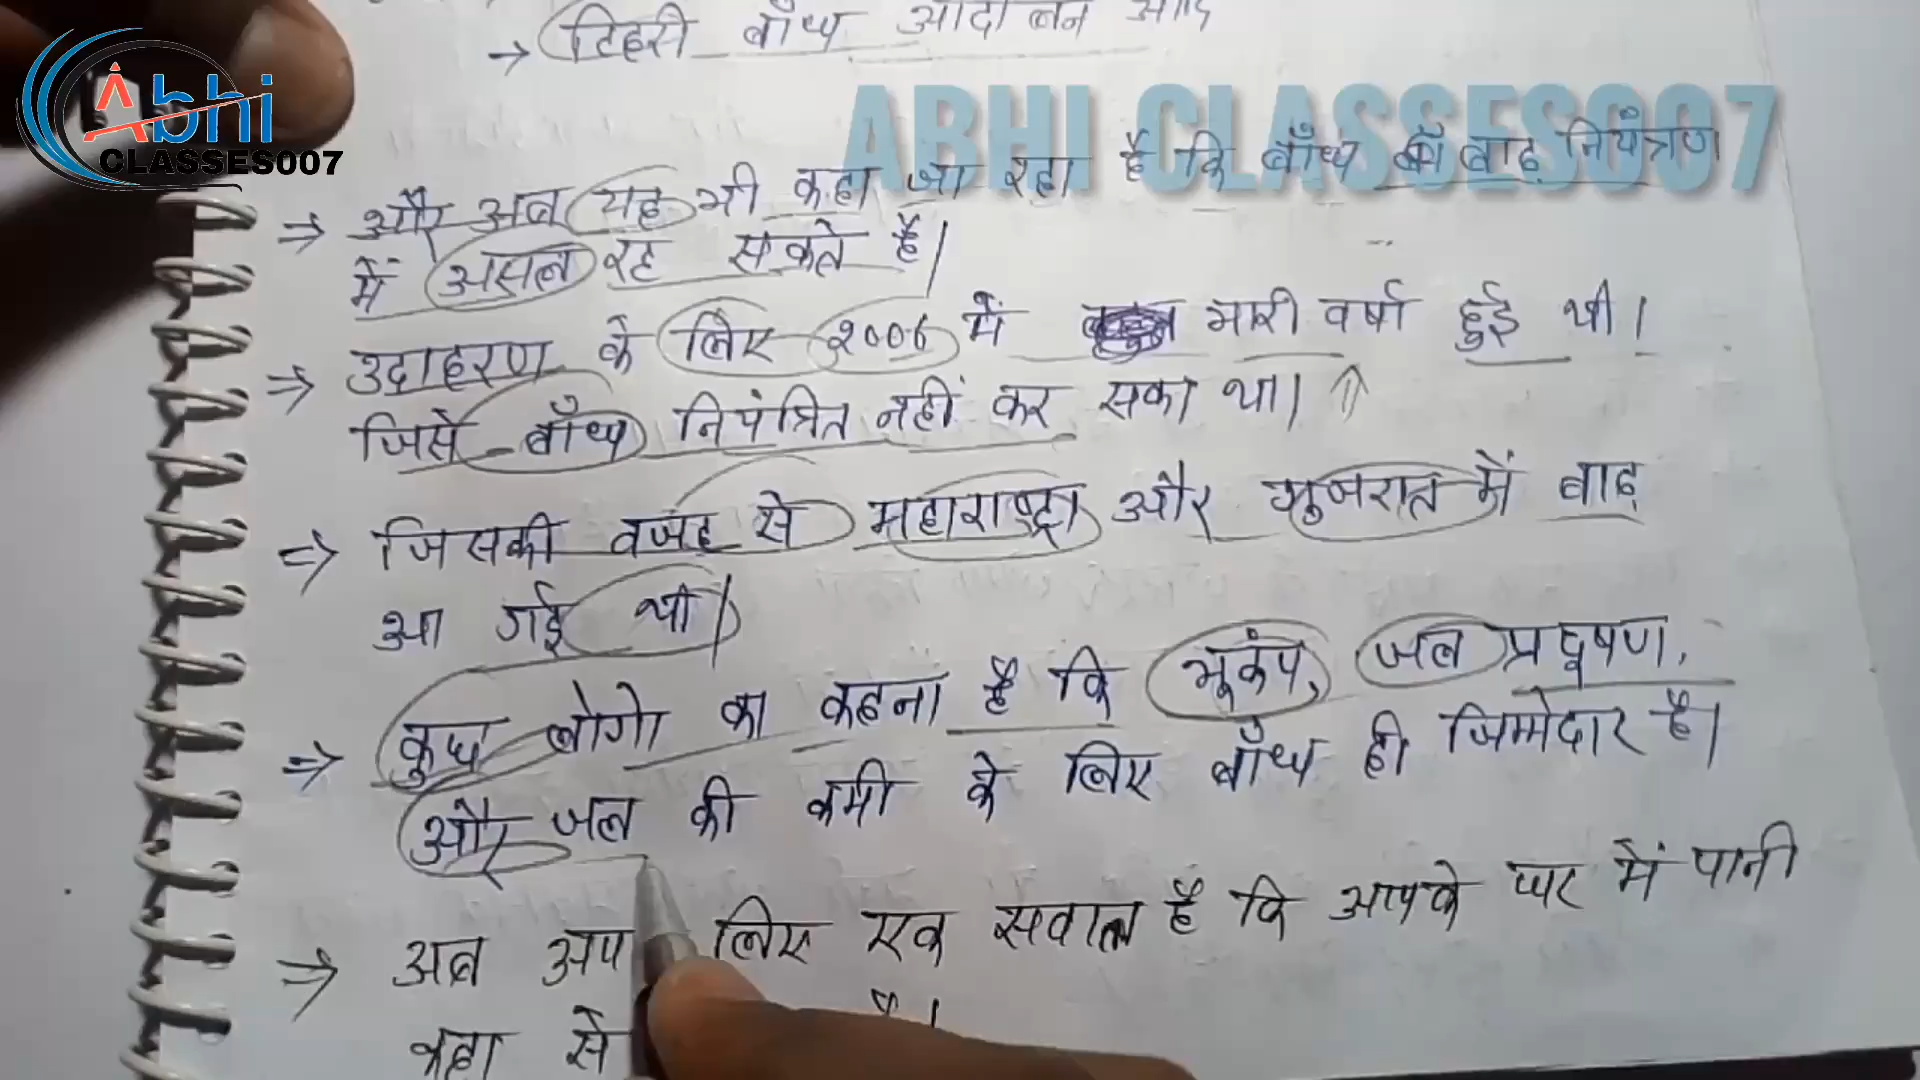 → टिहरी बाँध आंदोलन आदि
Abhi
CLASSES007
ABHI CLASSES007
⇒ और अब यह भी कहा जा रहा है कि बाँध बाढ़ नियंत्रण
में असल रह सकते है।
⇒ उदाहरण के लिए २००६ में भारी वर्षा हुई थी।
जिसे बाँध नियंत्रित नहीं कर सका था। ⇑
⇒ जिसकी वजह से महाराष्ट्रा और गुजरात में बाढ़
आ गई थी।
⇒ कुछ लोगो का कहना है कि भूकंप, जल प्रदूषण,
और जल की कमी के लिए बाँध ही जिम्मेदार है।
⇒ अब आप लिए एक सवाल है कि आपके घर में पानी
कहा से है।